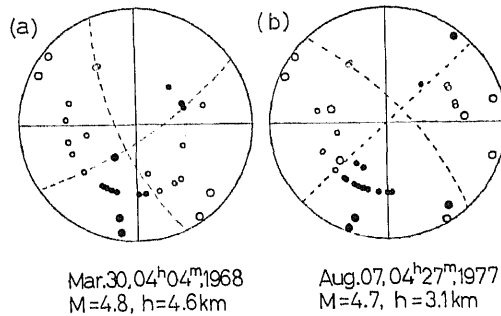 (a)
(b)
Mar.30, 04ʰ04ᵐ, 1968
M=4.8, h=4.6km
Aug.07, 04ʰ27ᵐ, 1977
M=4.7, h=3.1km